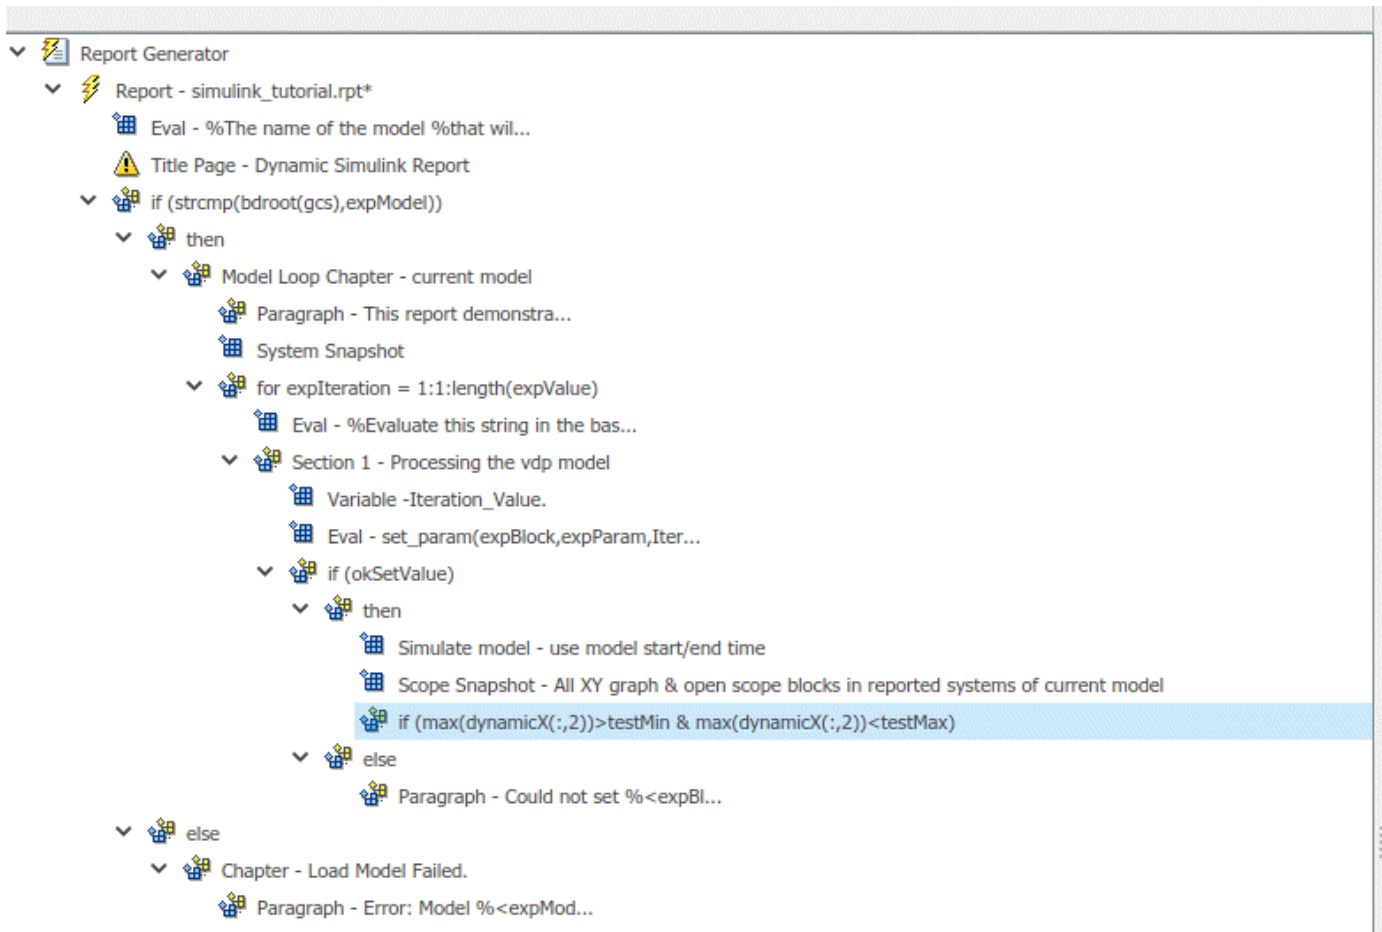 Report Generator
Report - simulink_tutorial.rpt*
Eval - %The name of the model %that wil...
Title Page - Dynamic Simulink Report
if (strcmp(bdroot(gcs),expModel))
then
Model Loop Chapter - current model
Paragraph - This report demonstra...
System Snapshot
for expIteration = 1:1:length(expValue)
Eval - %Evaluate this string in the bas...
Section 1 - Processing the vdp model
Variable -Iteration_Value.
Eval - set_param(expBlock,expParam,Iter...
if (okSetValue)
then
Simulate model - use model start/end time
Scope Snapshot - All XY graph & open scope blocks in reported systems of current model
if (max(dynamicX(:,2))>testMin & max(dynamicX(:,2))<testMax)
else
Paragraph - Could not set %<expBl...
else
Chapter - Load Model Failed.
Paragraph - Error: Model %<expMod...